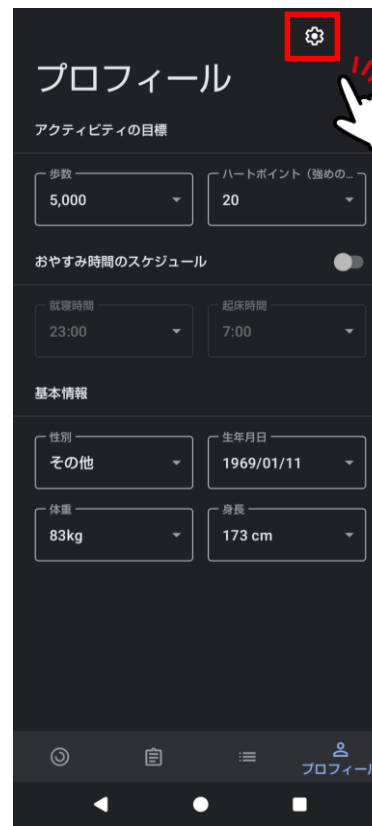 プロフィール
アクティビティの目標
歩数
ハートポイント（強めの…
5,000
20
おやすみ時間のスケジュール
就寝時間
起床時間
23:00
7:00
基本情報
性別
生年月日
その他
1969/01/11
体重
身長
83kg
173 cm
プロフィール